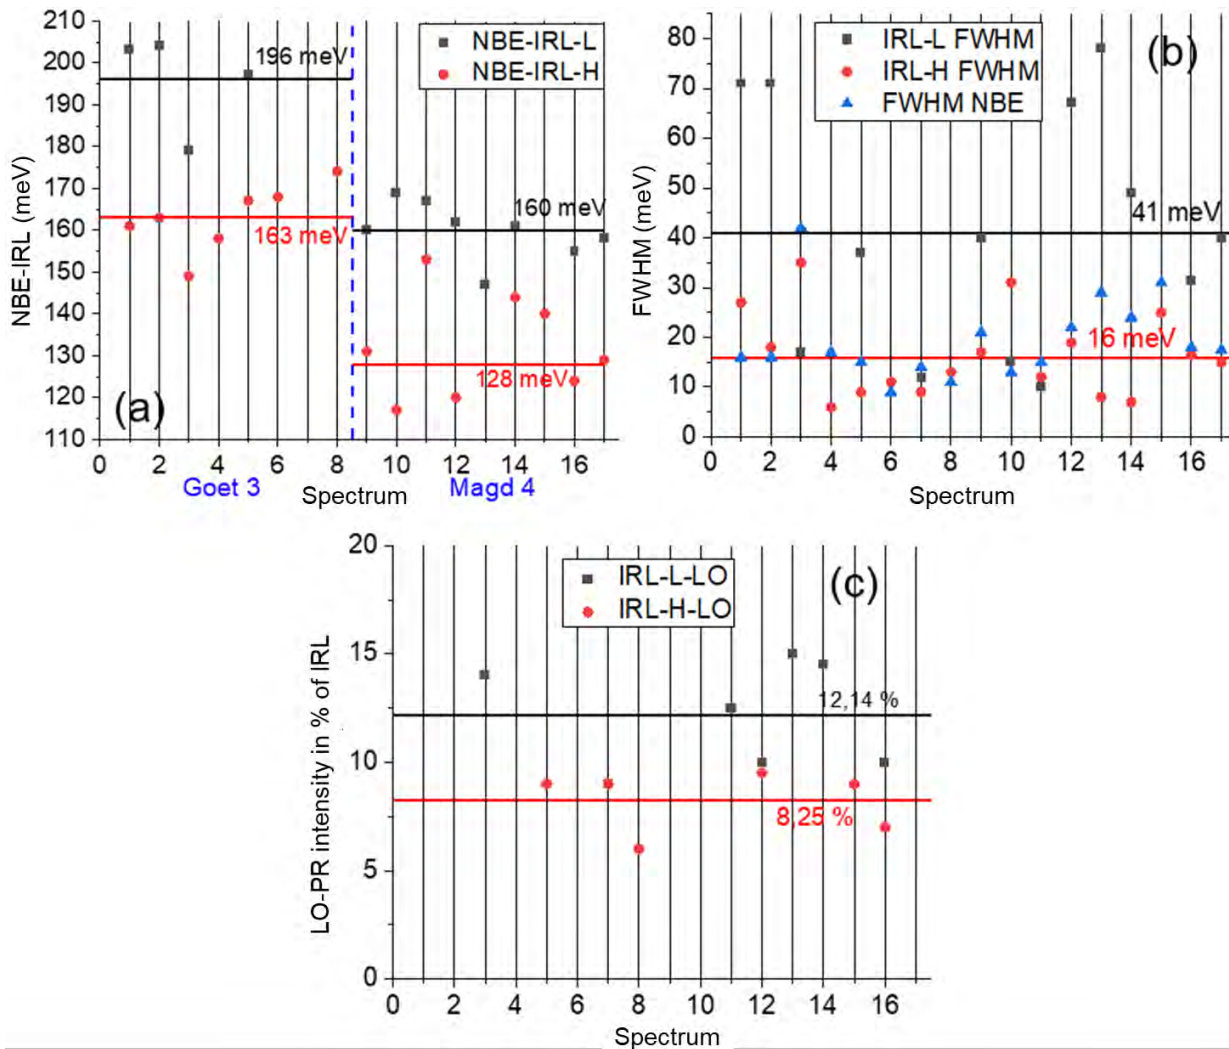 210
200
190
180
170
160
150
140
130
120
110
NBE-IRL (meV)
NBE-IRL-L
NBE-IRL-H
196 meV
163 meV
160 meV
128 meV
(a)
0 2 4 6 8 10 12 14 16
Goet 3
Magd 4
Spectrum
80
70
60
50
40
30
20
10
0
FWHM (meV)
IRL-L FWHM
IRL-H FWHM
FWHM NBE
(b)
41 meV
16 meV
0 2 4 6 8 10 12 14 16
Spectrum
20
15
10
5
0
LO-PR intensity in % of IRL
IRL-L-LO
IRL-H-LO
(c)
12,14 %
8,25 %
0 2 4 6 8 10 12 14 16
Spectrum